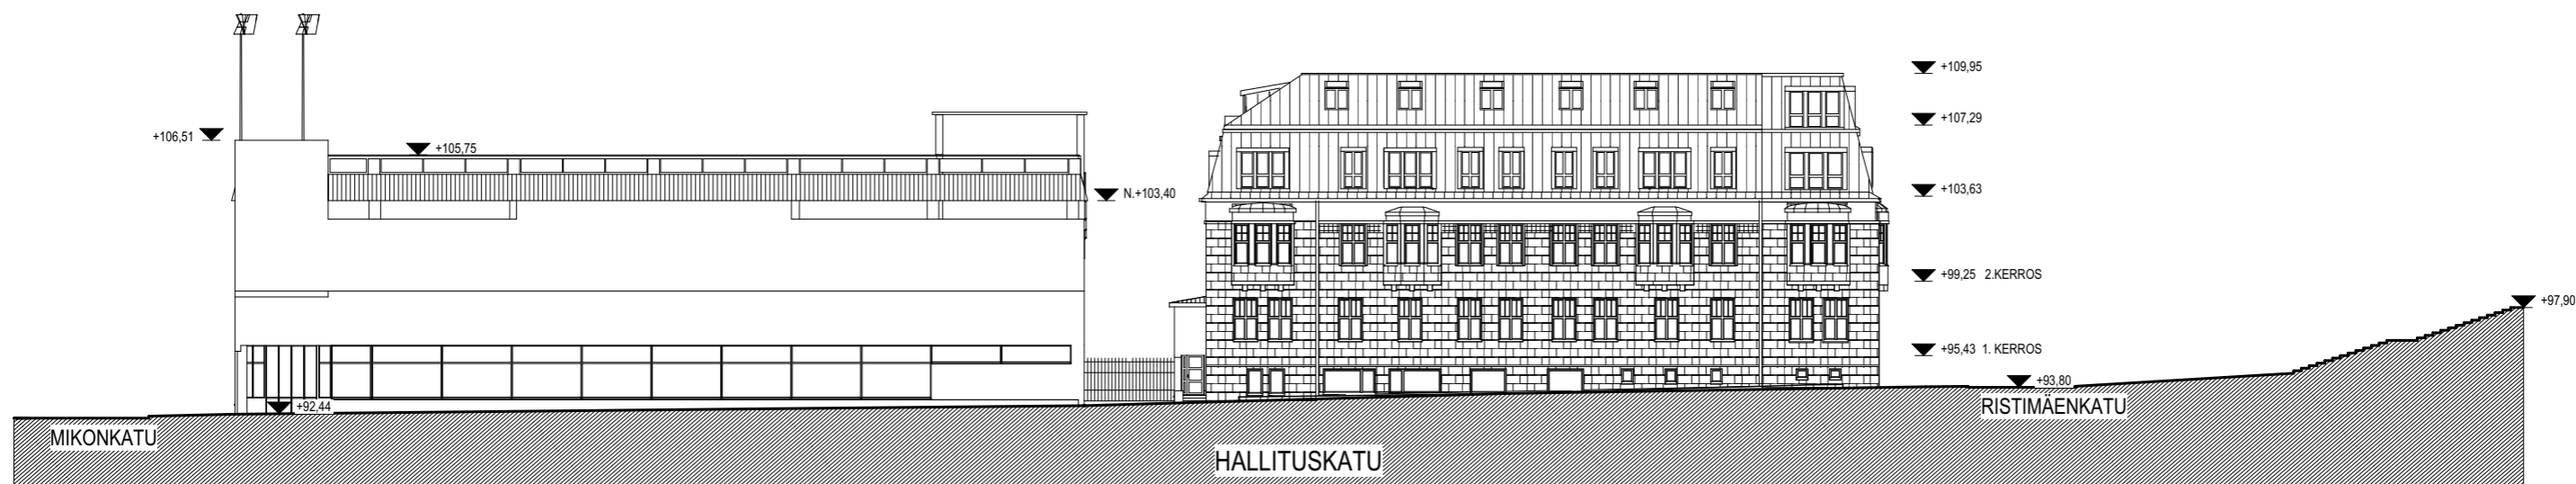 +109,95
+107,29
+106,51
+105,75
N.+103,40
+103,63
+99,25 2.KERROS
+97,90
+95,43 1. KERROS
+93,80
+92,44
RISTIMÄENKATU
MIKONKATU
HALLITUSKATU